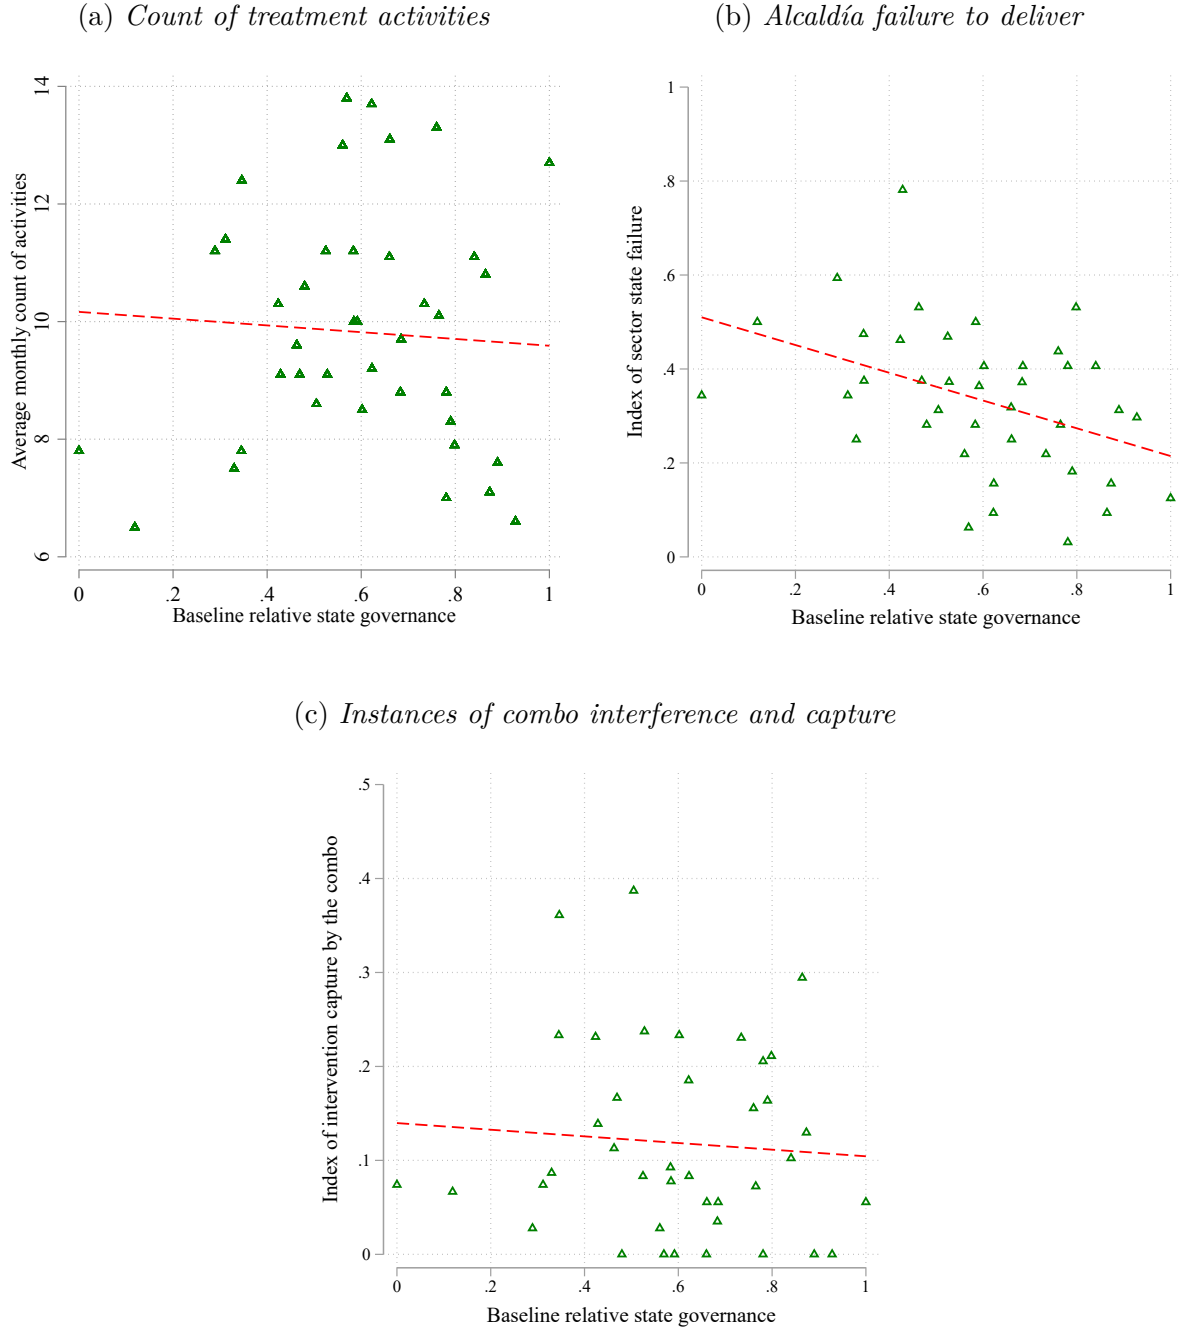 (a) Count of treatment activities
Average monthly count of activities
14
12
10
8
6
0 .2 .4 .6 .8 1
Baseline relative state governance
(b) Alcaldía failure to deliver
Index of sector state failure
1
.8
.6
.4
.2
0
0 .2 .4 .6 .8 1
Baseline relative state governance
(c) Instances of combo interference and capture
Index of intervention capture by the combo
.5
.4
.3
.2
.1
0
0 .2 .4 .6 .8 1
Baseline relative state governance